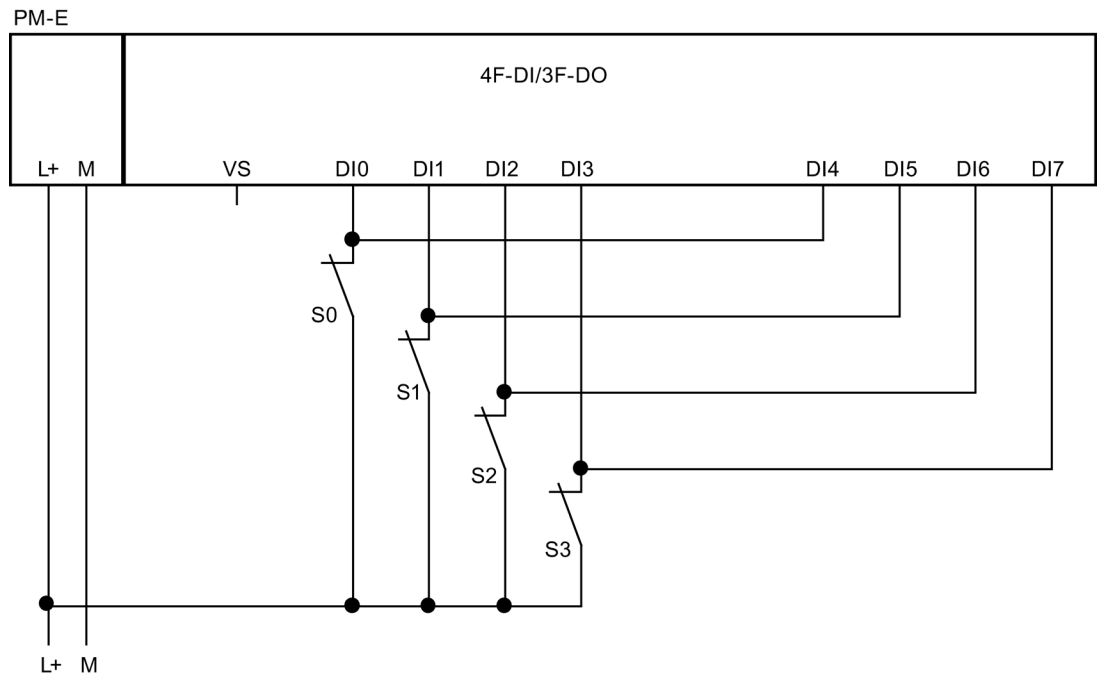 PM-E
4F-DI/3F-DO
L+ M VS DI0 DI1 DI2 DI3 DI4 DI5 DI6 DI7
S0
S1
S2
S3
L+ M